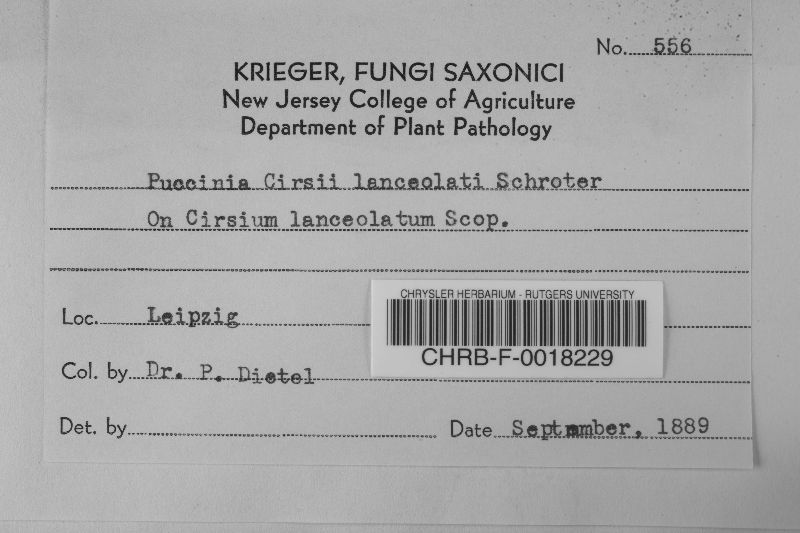 No. 556
KRIEGER, FUNGI SAXONICI
New Jersey College of Agriculture
Department of Plant Pathology
Puccinia Cirsii lanceolati Schroter
On Cirsium lanceolatum Scop.
Loc. Leipzig
CHRYSLER HERBARIUM - RUTGERS UNIVERSITY
CHRB-F-0018229
Col. by Dr. P. Dietel
Det. by
Date September, 1889